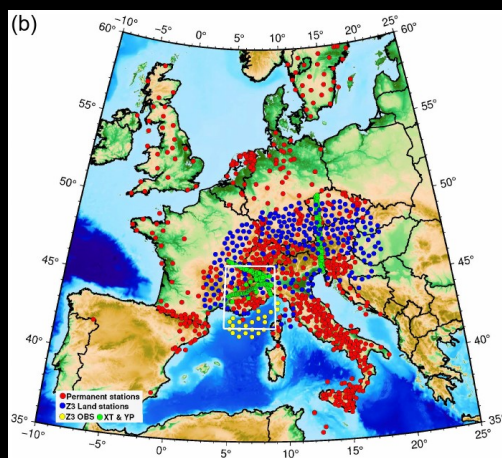 (b)
-10° -5° 0° 5° 10° 15° 20° 25° 30°
60° 60°
55° 55°
50° 50°
45° 45°
40° 40°
35° 35°
Permanent stations
Z3 Land stations
Z3 OBS XT & YP
-10° -5° 0° 5° 10° 15° 20° 25°